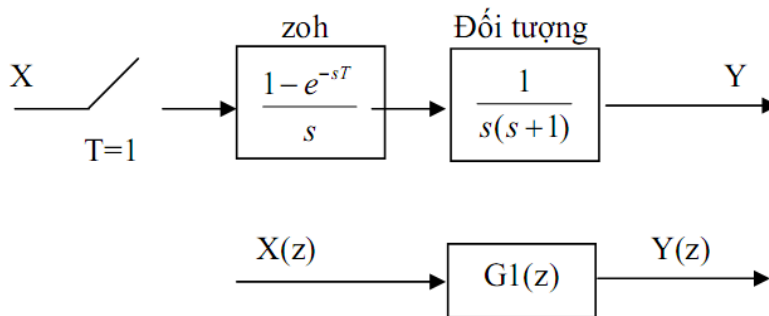 zoh
Đối tượng
X
T=1
1 − e^{−sT}
s
1
s(s+1)
Y
X(z)
G1(z)
Y(z)